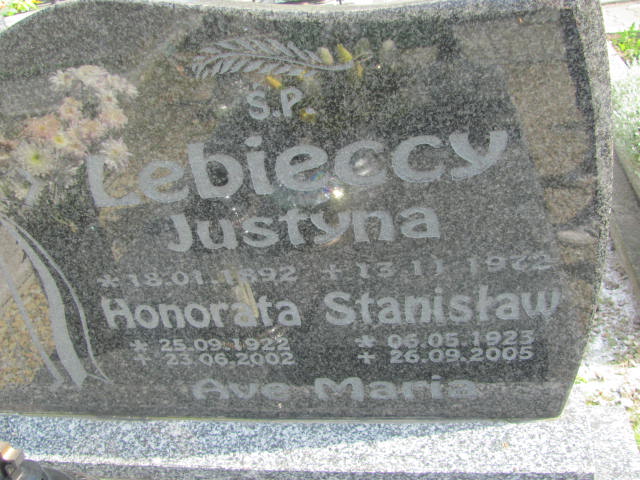 Ś.P.
Lebieccy
Justyna
* 18.01.1892 + 13.11.1972
Honorata Stanisław
* 25.09.1922 * 06.05.1923
+ 23.06.2002 + 26.09.2005
Ave Maria